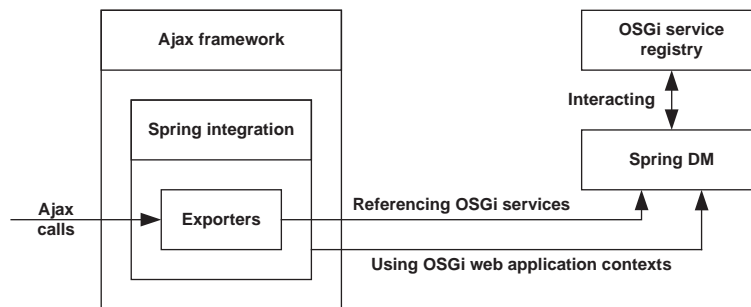 Ajax framework
OSGi service
registry
Interacting
Spring integration
Spring DM
Ajax
calls
Exporters
Referencing OSGi services
Using OSGi web application contexts